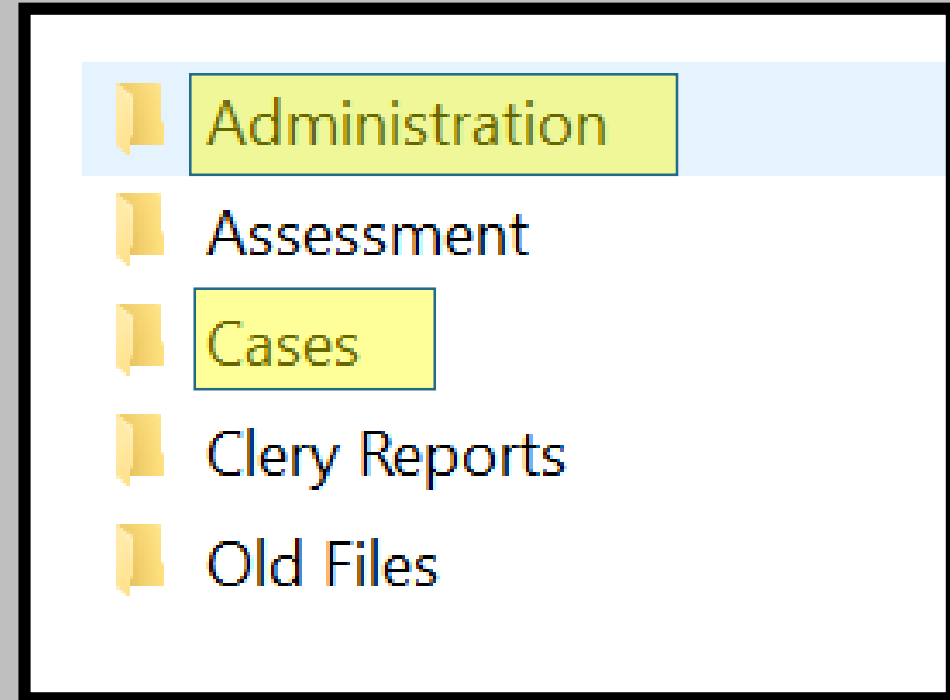 Administration
Assessment
Cases
Clery Reports
Old Files